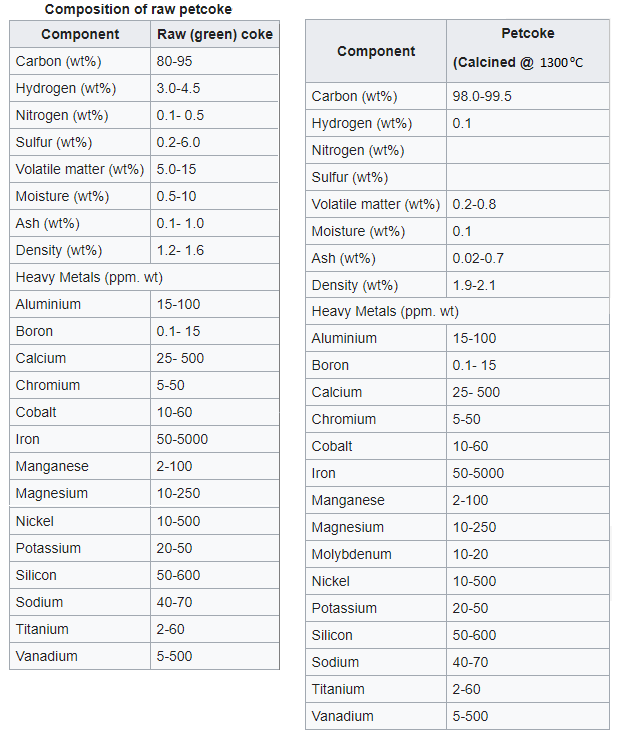 Composition of raw petcoke
Component Raw (green) coke
Carbon (wt%) 80-95
Hydrogen (wt%) 3.0-4.5
Nitrogen (wt%) 0.1- 0.5
Sulfur (wt%) 0.2-6.0
Volatile matter (wt%) 5.0-15
Moisture (wt%) 0.5-10
Ash (wt%) 0.1- 1.0
Density (wt%) 1.2- 1.6
Heavy Metals (ppm. wt)
Aluminium 15-100
Boron 0.1- 15
Calcium 25- 500
Chromium 5-50
Cobalt 10-60
Iron 50-5000
Manganese 2-100
Magnesium 10-250
Nickel 10-500
Potassium 20-50
Silicon 50-600
Sodium 40-70
Titanium 2-60
Vanadium 5-500
Component
Petcoke
(Calcined @ 1300°C
Carbon (wt%) 98.0-99.5
Hydrogen (wt%) 0.1
Nitrogen (wt%)
Sulfur (wt%)
Volatile matter (wt%) 0.2-0.8
Moisture (wt%) 0.1
Ash (wt%) 0.02-0.7
Density (wt%) 1.9-2.1
Heavy Metals (ppm. wt)
Aluminium 15-100
Boron 0.1- 15
Calcium 25- 500
Chromium 5-50
Cobalt 10-60
Iron 50-5000
Manganese 2-100
Magnesium 10-250
Molybdenum 10-20
Nickel 10-500
Potassium 20-50
Silicon 50-600
Sodium 40-70
Titanium 2-60
Vanadium 5-500